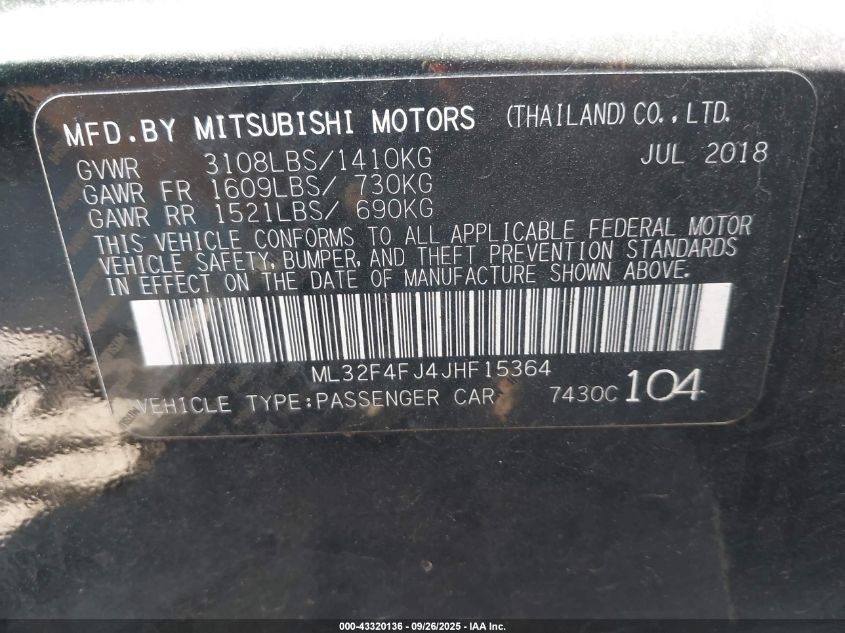 MFD.BY MITSUBISHI MOTORS (THAILAND) CO.,LTD.
GVWR 3108LBS/1410KG JUL 2018
GAWR FR 1609LBS/ 730KG
GAWR RR 1521LBS/ 690KG
THIS VEHICLE CONFORMS TO ALL APPLICABLE FEDERAL MOTOR
VEHICLE SAFETY, BUMPER, AND THEFT PREVENTION STANDARDS
IN EFFECT ON THE DATE OF MANUFACTURE SHOWN ABOVE.
ML32F4FJ4JHF15364
VEHICLE TYPE:PASSENGER CAR 7430C 104
000-43320136 - 09/26/2025 - IAA Inc.